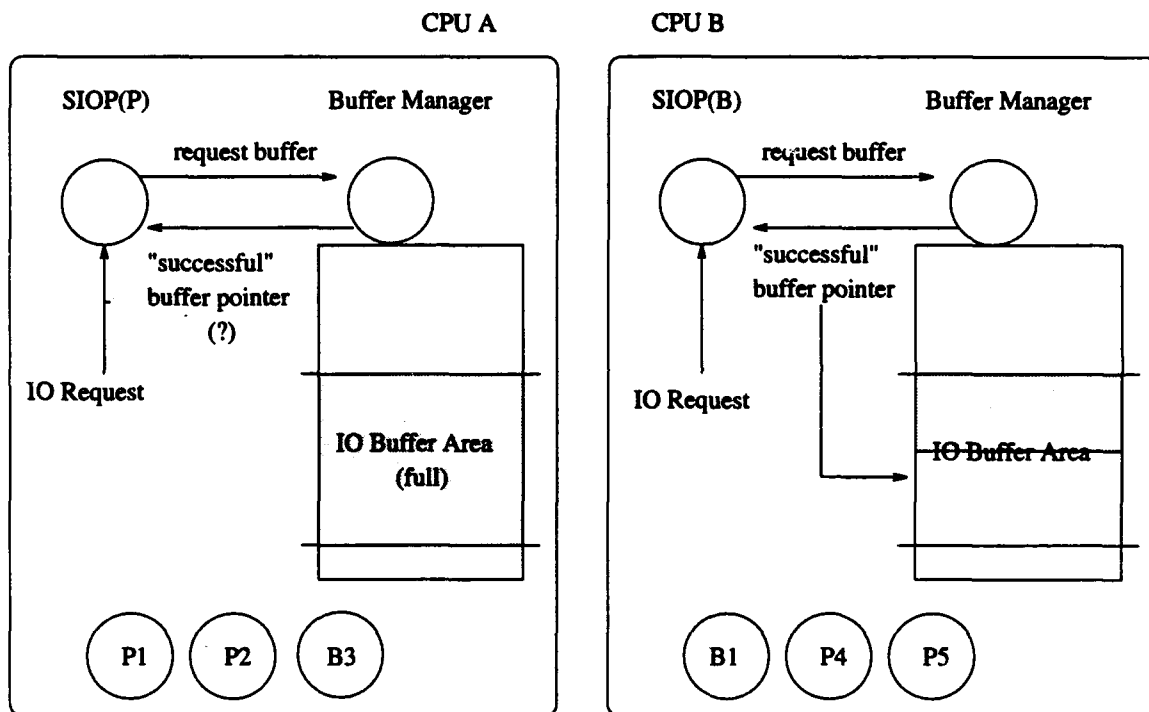 CPU A
SIOP(P)
Buffer Manager
request buffer
"successful"
buffer pointer
(?)
IO Request
IO Buffer Area
(full)
P1
P2
B3
CPU B
SIOP(B)
Buffer Manager
request buffer
"successful"
buffer pointer
IO Request
IO Buffer Area
B1
P4
P5